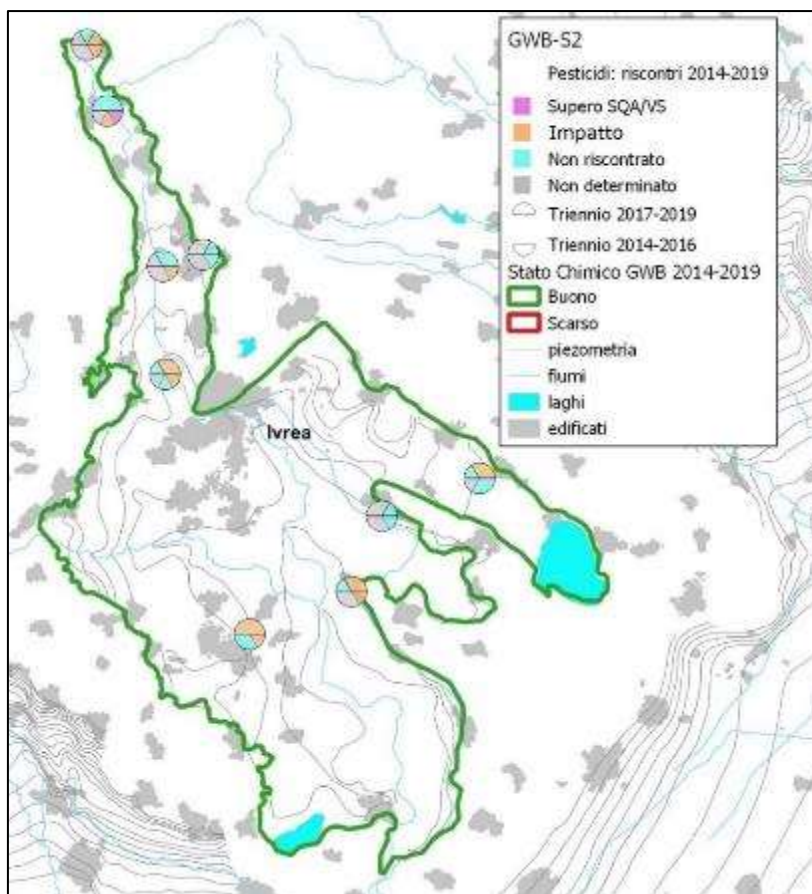 GWB-S2
Pesticidi: riscontri 2014-2019
Supero SQA/VS
Impatto
Non riscontrato
Non determinato
Triennio 2017-2019
Triennio 2014-2016
Stato Chimico GWB 2014-2019
Buono
Scarso
piezometria
fiumi
laghi
edificati
Ivrea